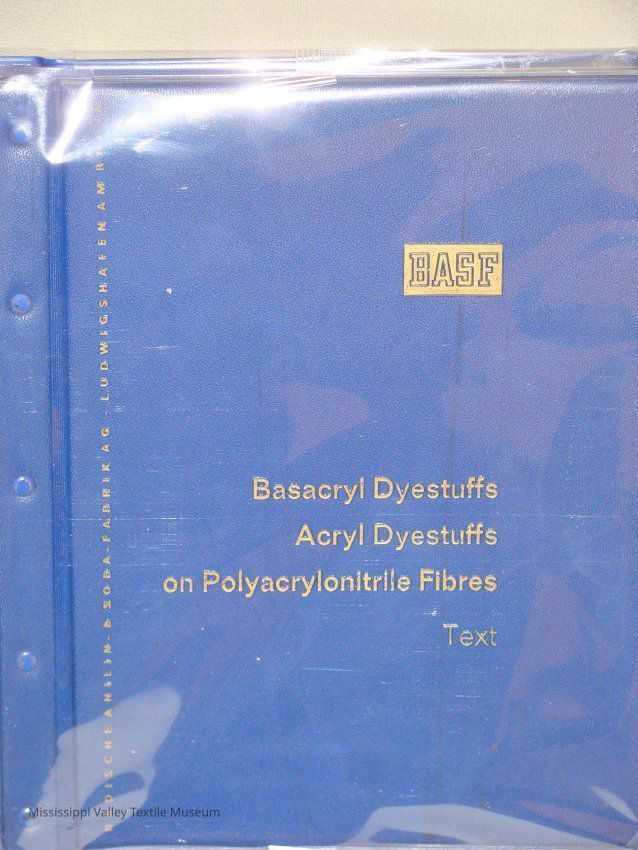 BASF
Basacryl Dyestuffs
Acryl Dyestuffs
on Polyacrylonitrile Fibres
Text
ANILIN- & SODA-FABRIK AG · LUDWIGSHAFEN AM
Mississippi Valley Textile Museum